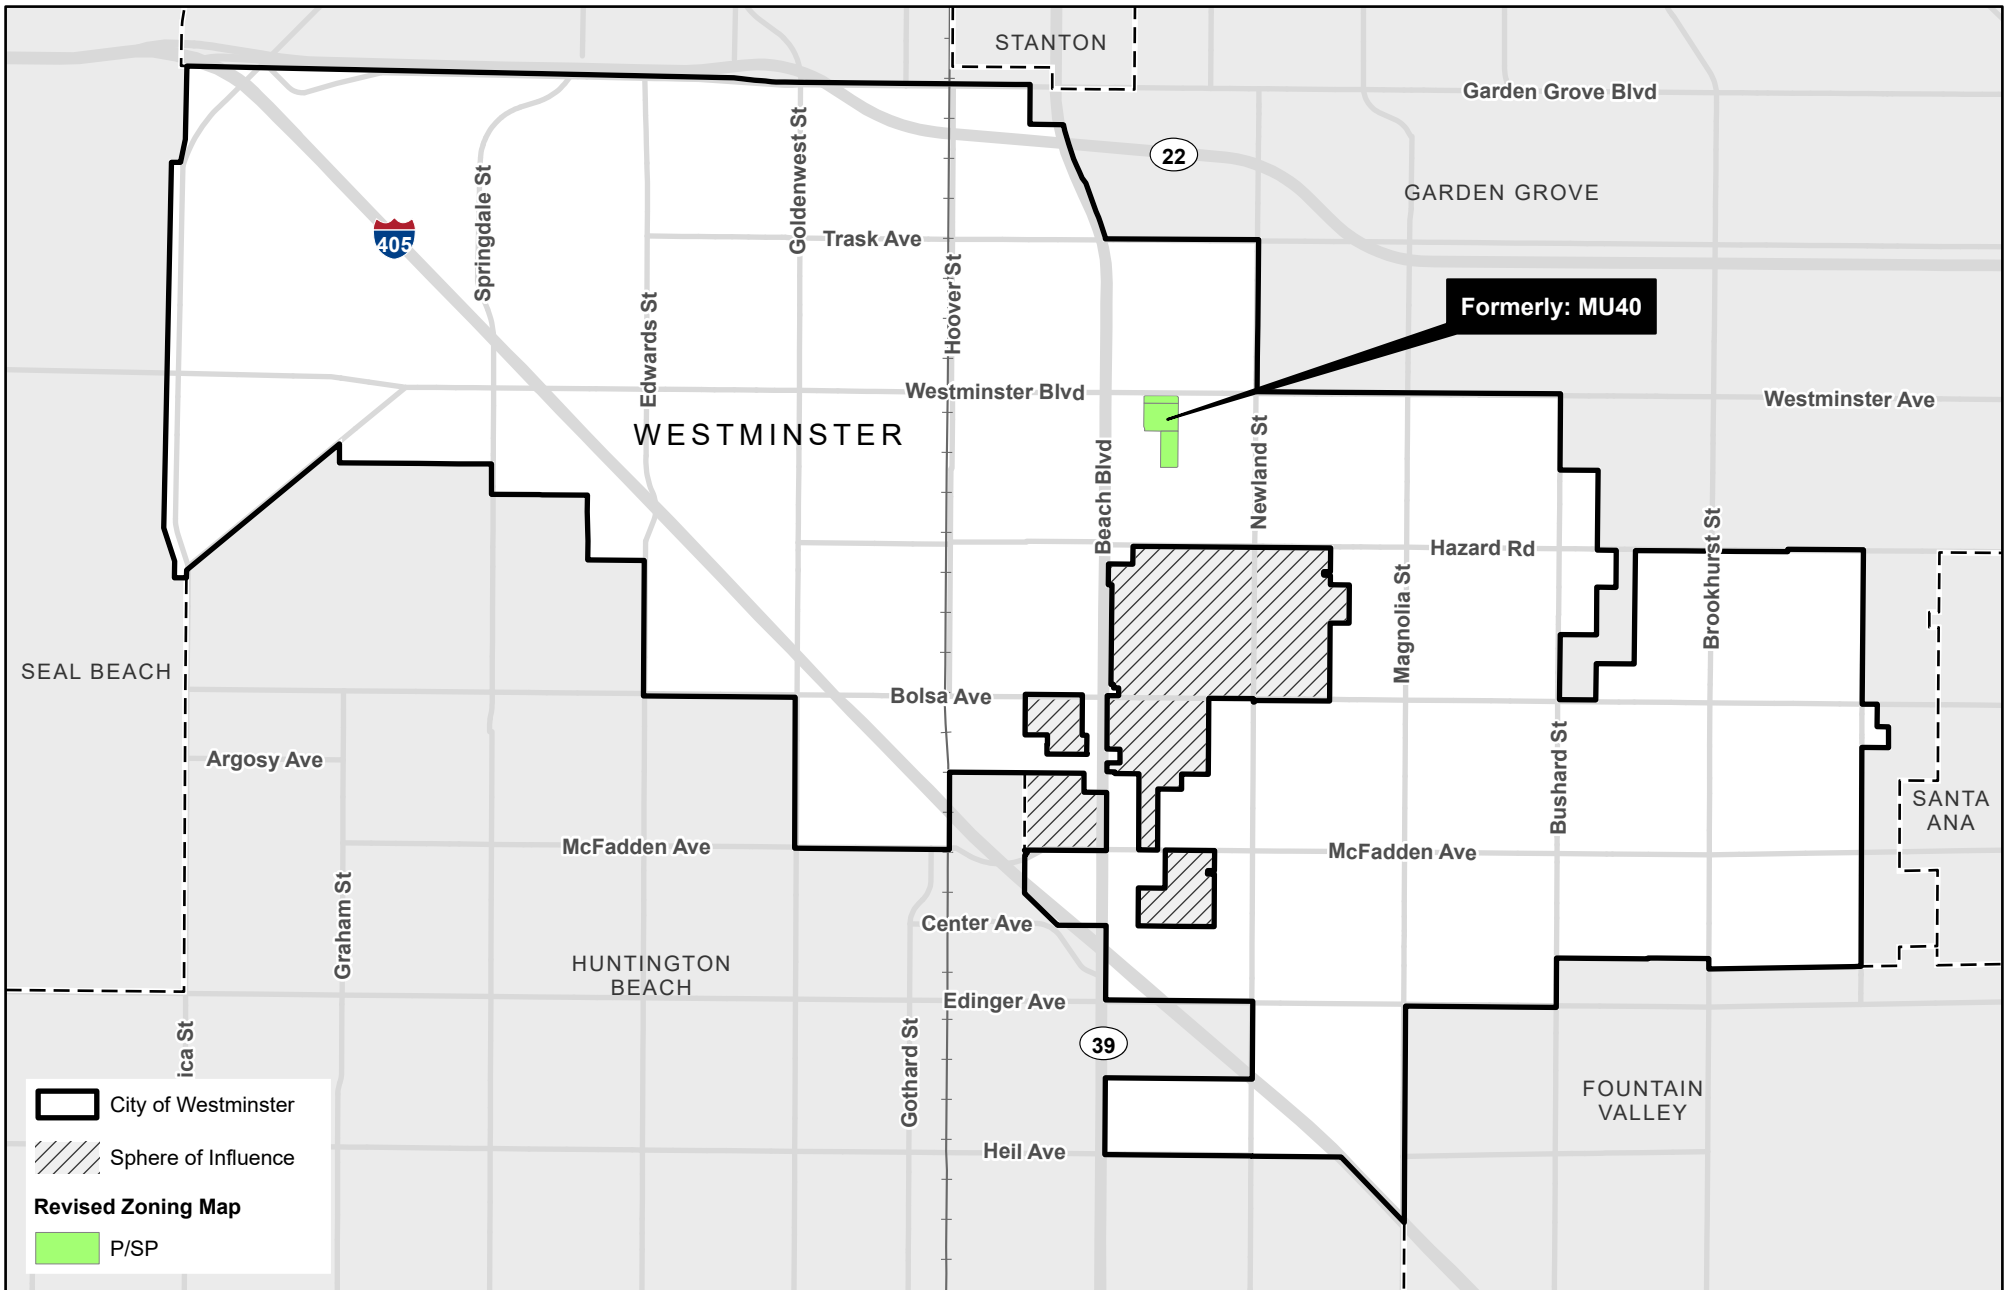 STANTON
Garden Grove Blvd
22
GARDEN GROVE
Goldenwest St
Springdale St
405
Trask Ave
Hoover St
Edwards St
Formerly: MU40
Westminster Blvd
Westminster Ave
WESTMINSTER
Beach Blvd
Newland St
Hazard Rd
Magnolia St
Brookhurst St
SEAL BEACH
Bolsa Ave
Argosy Ave
Bushard St
SANTA
ANA
McFadden Ave
McFadden Ave
Graham St
Center Ave
HUNTINGTON
BEACH
Edinger Ave
39
ica St
Gothard St
FOUNTAIN
VALLEY
Heil Ave
City of Westminster
Sphere of Influence
Revised Zoning Map
P/SP